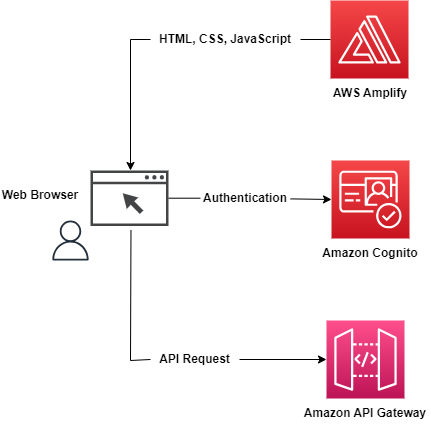 HTML, CSS, JavaScript
AWS Amplify
Web Browser
Authentication
Amazon Cognito
</>
API Request
Amazon API Gateway